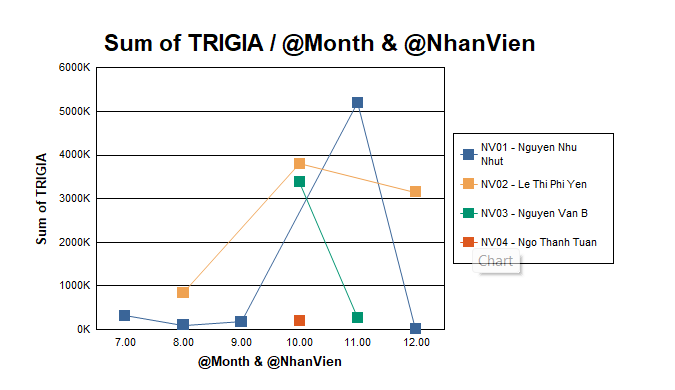 Sum of TRIGIA / @Month & @NhanVien
6000K
5000K
4000K
3000K
2000K
1000K
0K
Sum of TRIGIA
7.00 8.00 9.00 10.00 11.00 12.00
@Month & @NhanVien
NV01 - Nguyen Nhu
Nhut
NV02 - Le Thi Phi Yen
NV03 - Nguyen Van B
NV04 - Ngo Thanh Tuan
Chart